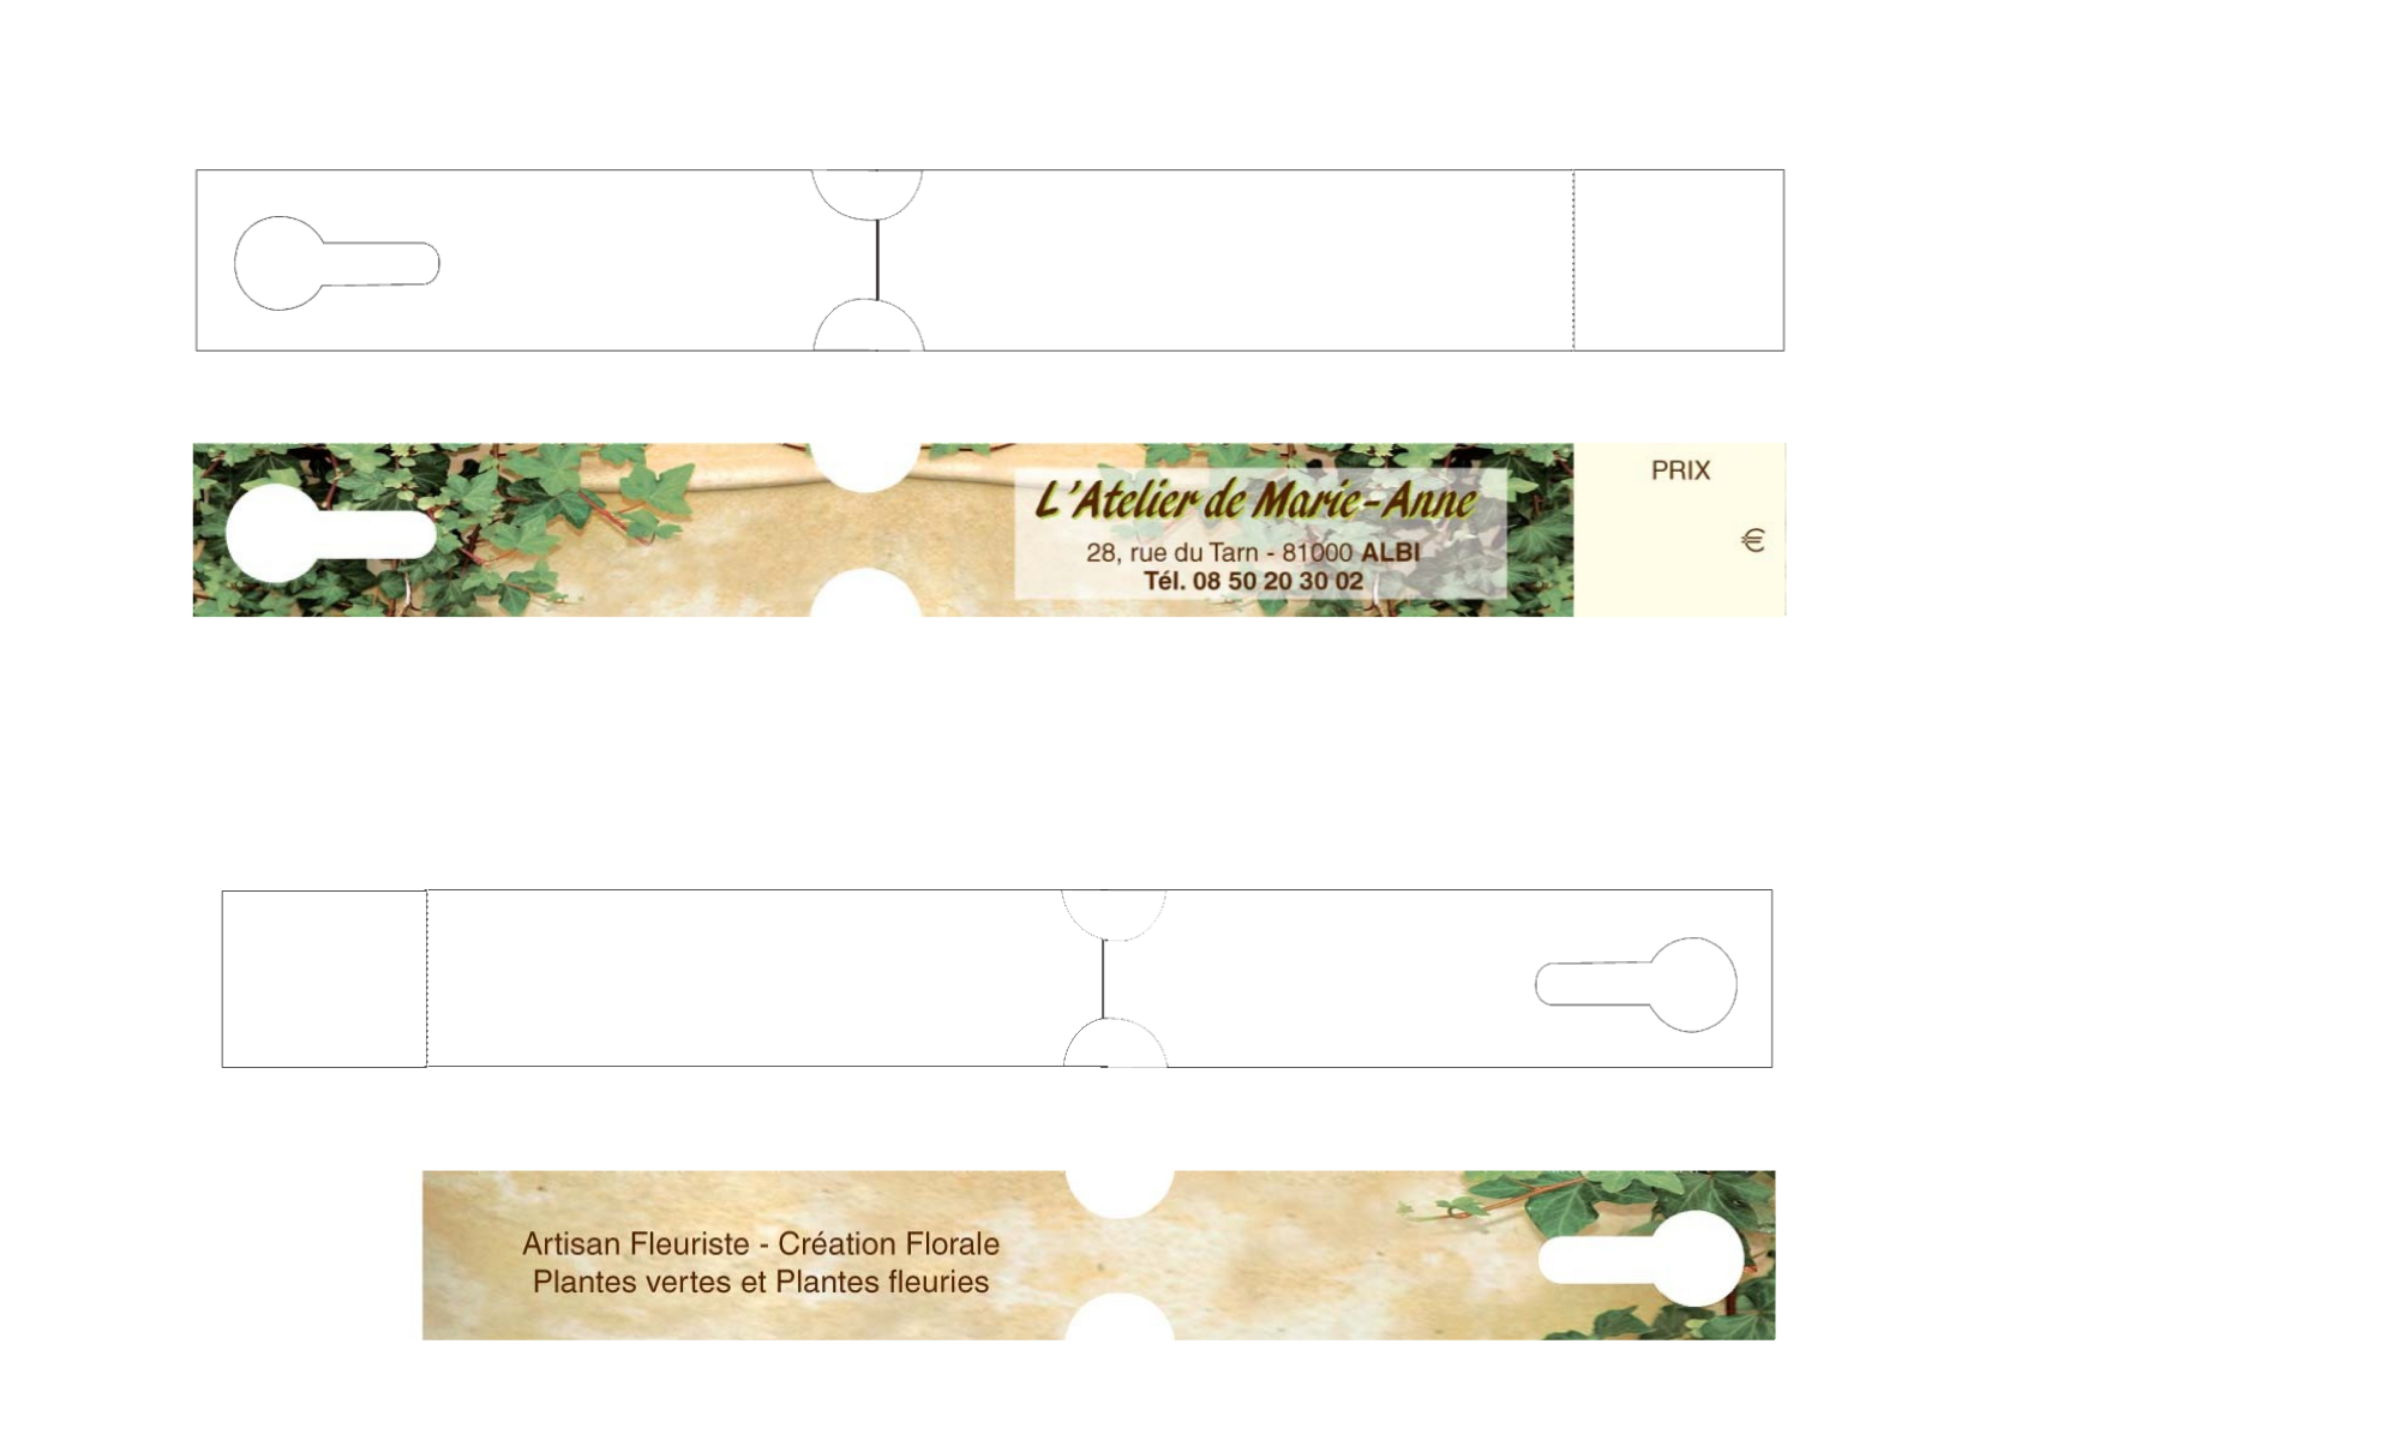 L'Atelier de Marie-Anne
28, rue du Tarn - 81000 ALBI
Tél. 08 50 20 30 02
PRIX
€
Artisan Fleuriste - Création Florale
Plantes vertes et Plantes fleuries